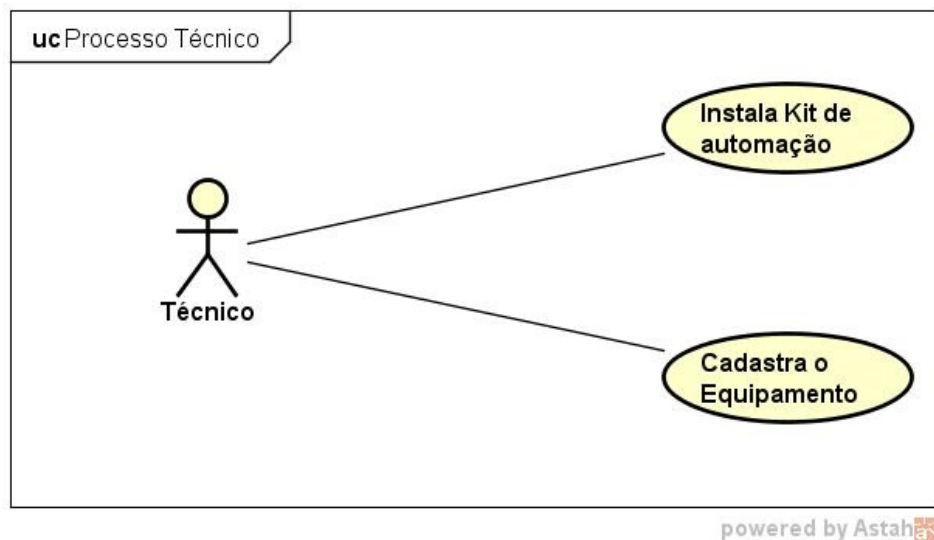 uc Processo Técnico
Instala Kit de
automação
Técnico
Cadastra o
Equipamento
powered by Astah